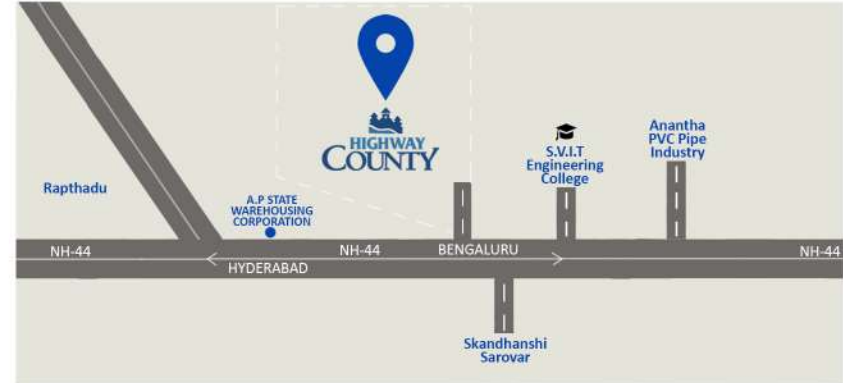 HIGHWAY
COUNTY
S.V.I.T
Engineering
College
Anantha
PVC Pipe
Industry
Rapthadu
A.P STATE
WAREHOUSING
CORPORATION
NH-44
NH-44
BENGALURU
NH-44
HYDERABAD
Skandhanshi
Sarovar